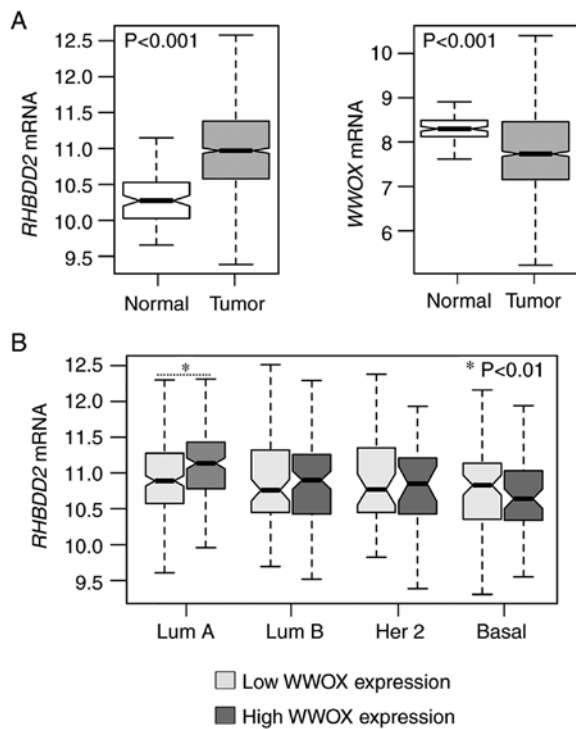 A
P<0.001
RHBDD2 mRNA
12.5
12.0
11.5
11.0
10.5
10.0
9.5
Normal
Tumor
P<0.001
WWOX mRNA
10
9
8
7
6
Normal
Tumor
B
* P<0.01
*
RHBDD2 mRNA
12.5
12.0
11.5
11.0
10.5
10.0
9.5
Lum A
Lum B
Her 2
Basal
Low WWOX expression
High WWOX expression